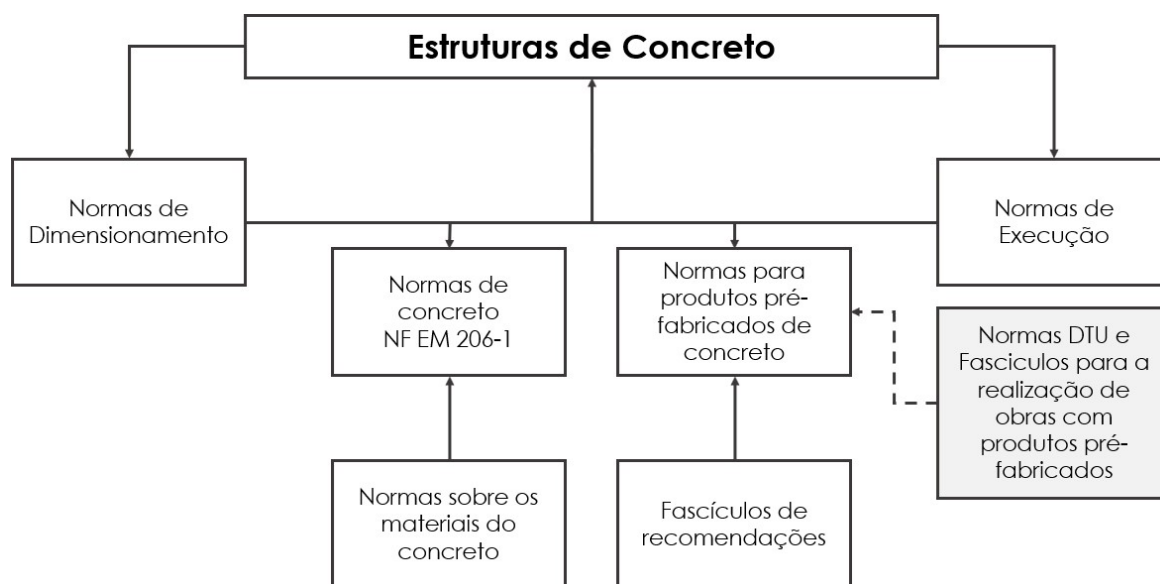 Estruturas de Concreto
Normas de
Dimensionamento
Normas de
Execução
Normas de
concreto
NF EM 206-1
Normas para
produtos pré-
fabricados de
concreto
Normas DTU e
Fasciculos para a
realização de
obras com
produtos pré-
fabricados
Normas sobre os
materiais do
concreto
Fascículos de
recomendações